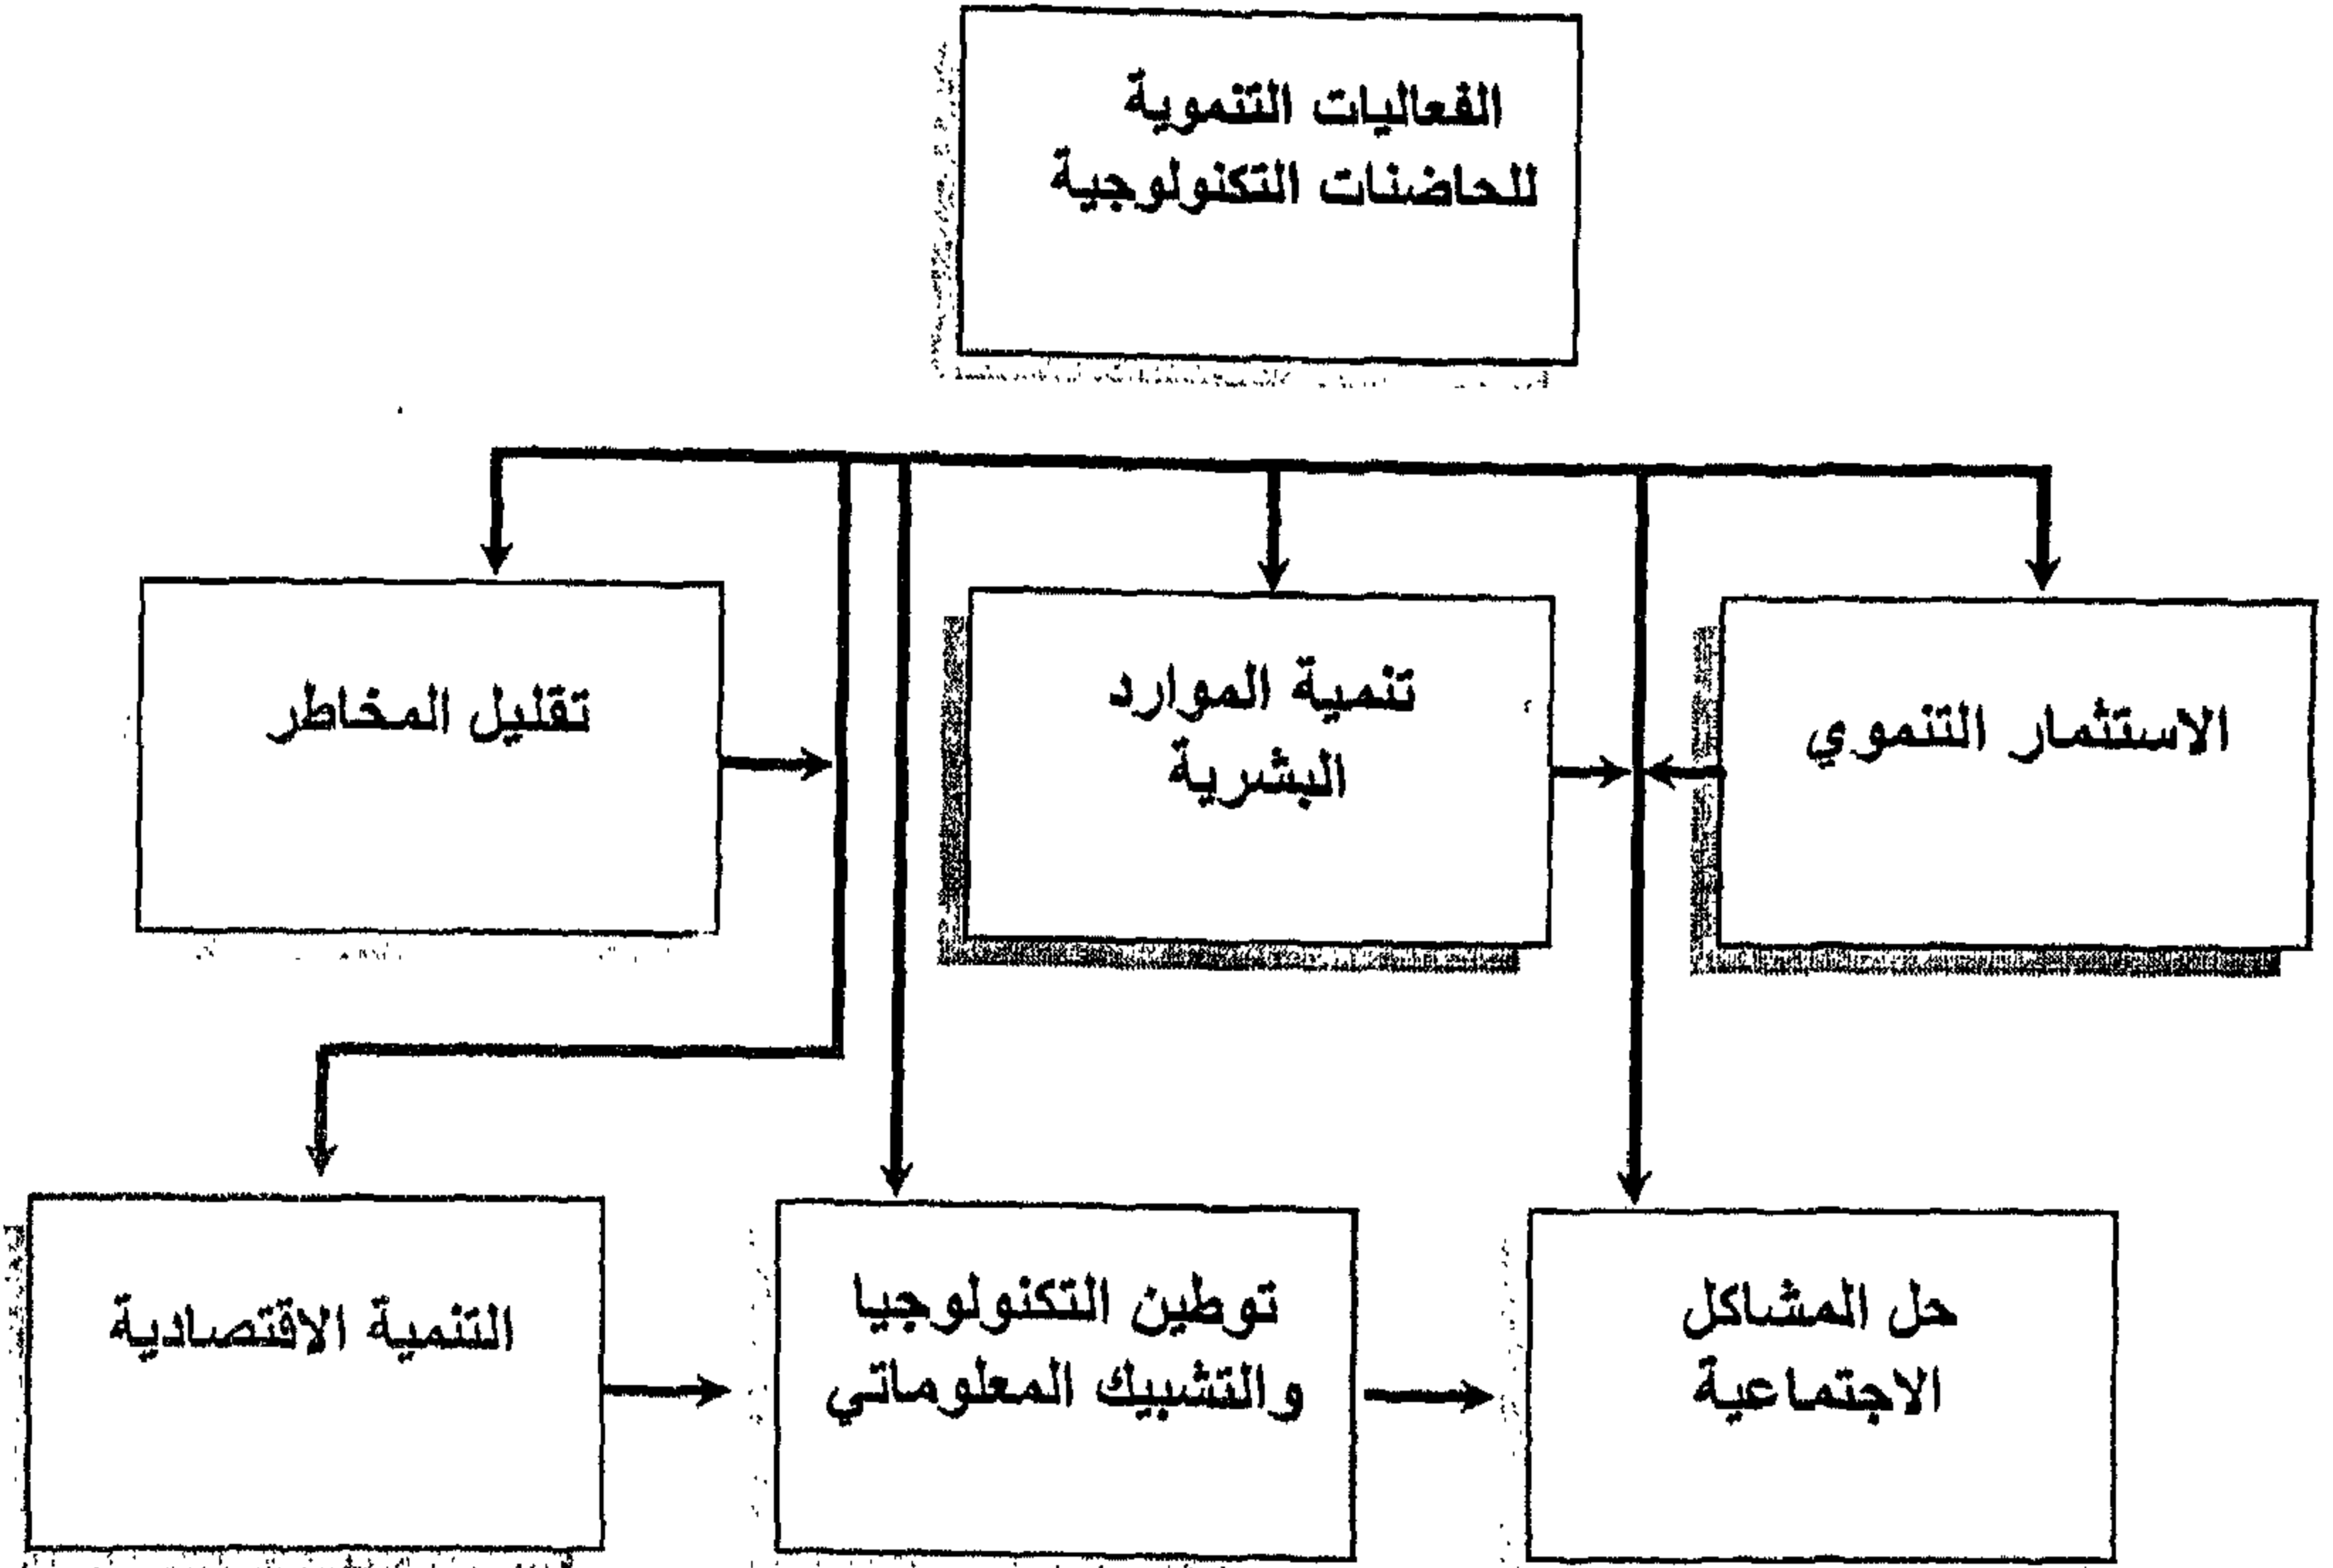 الفعاليات التنموية
للحاضنات التكنولوجية
الاستثمار التنموي
تنمية الموارد
البشرية
تقليل المخاطر
حل المشاكل
الاجتماعية
توطين التكنولوجيا
والتشبيك المعلوماتي
التنمية الاقتصادية